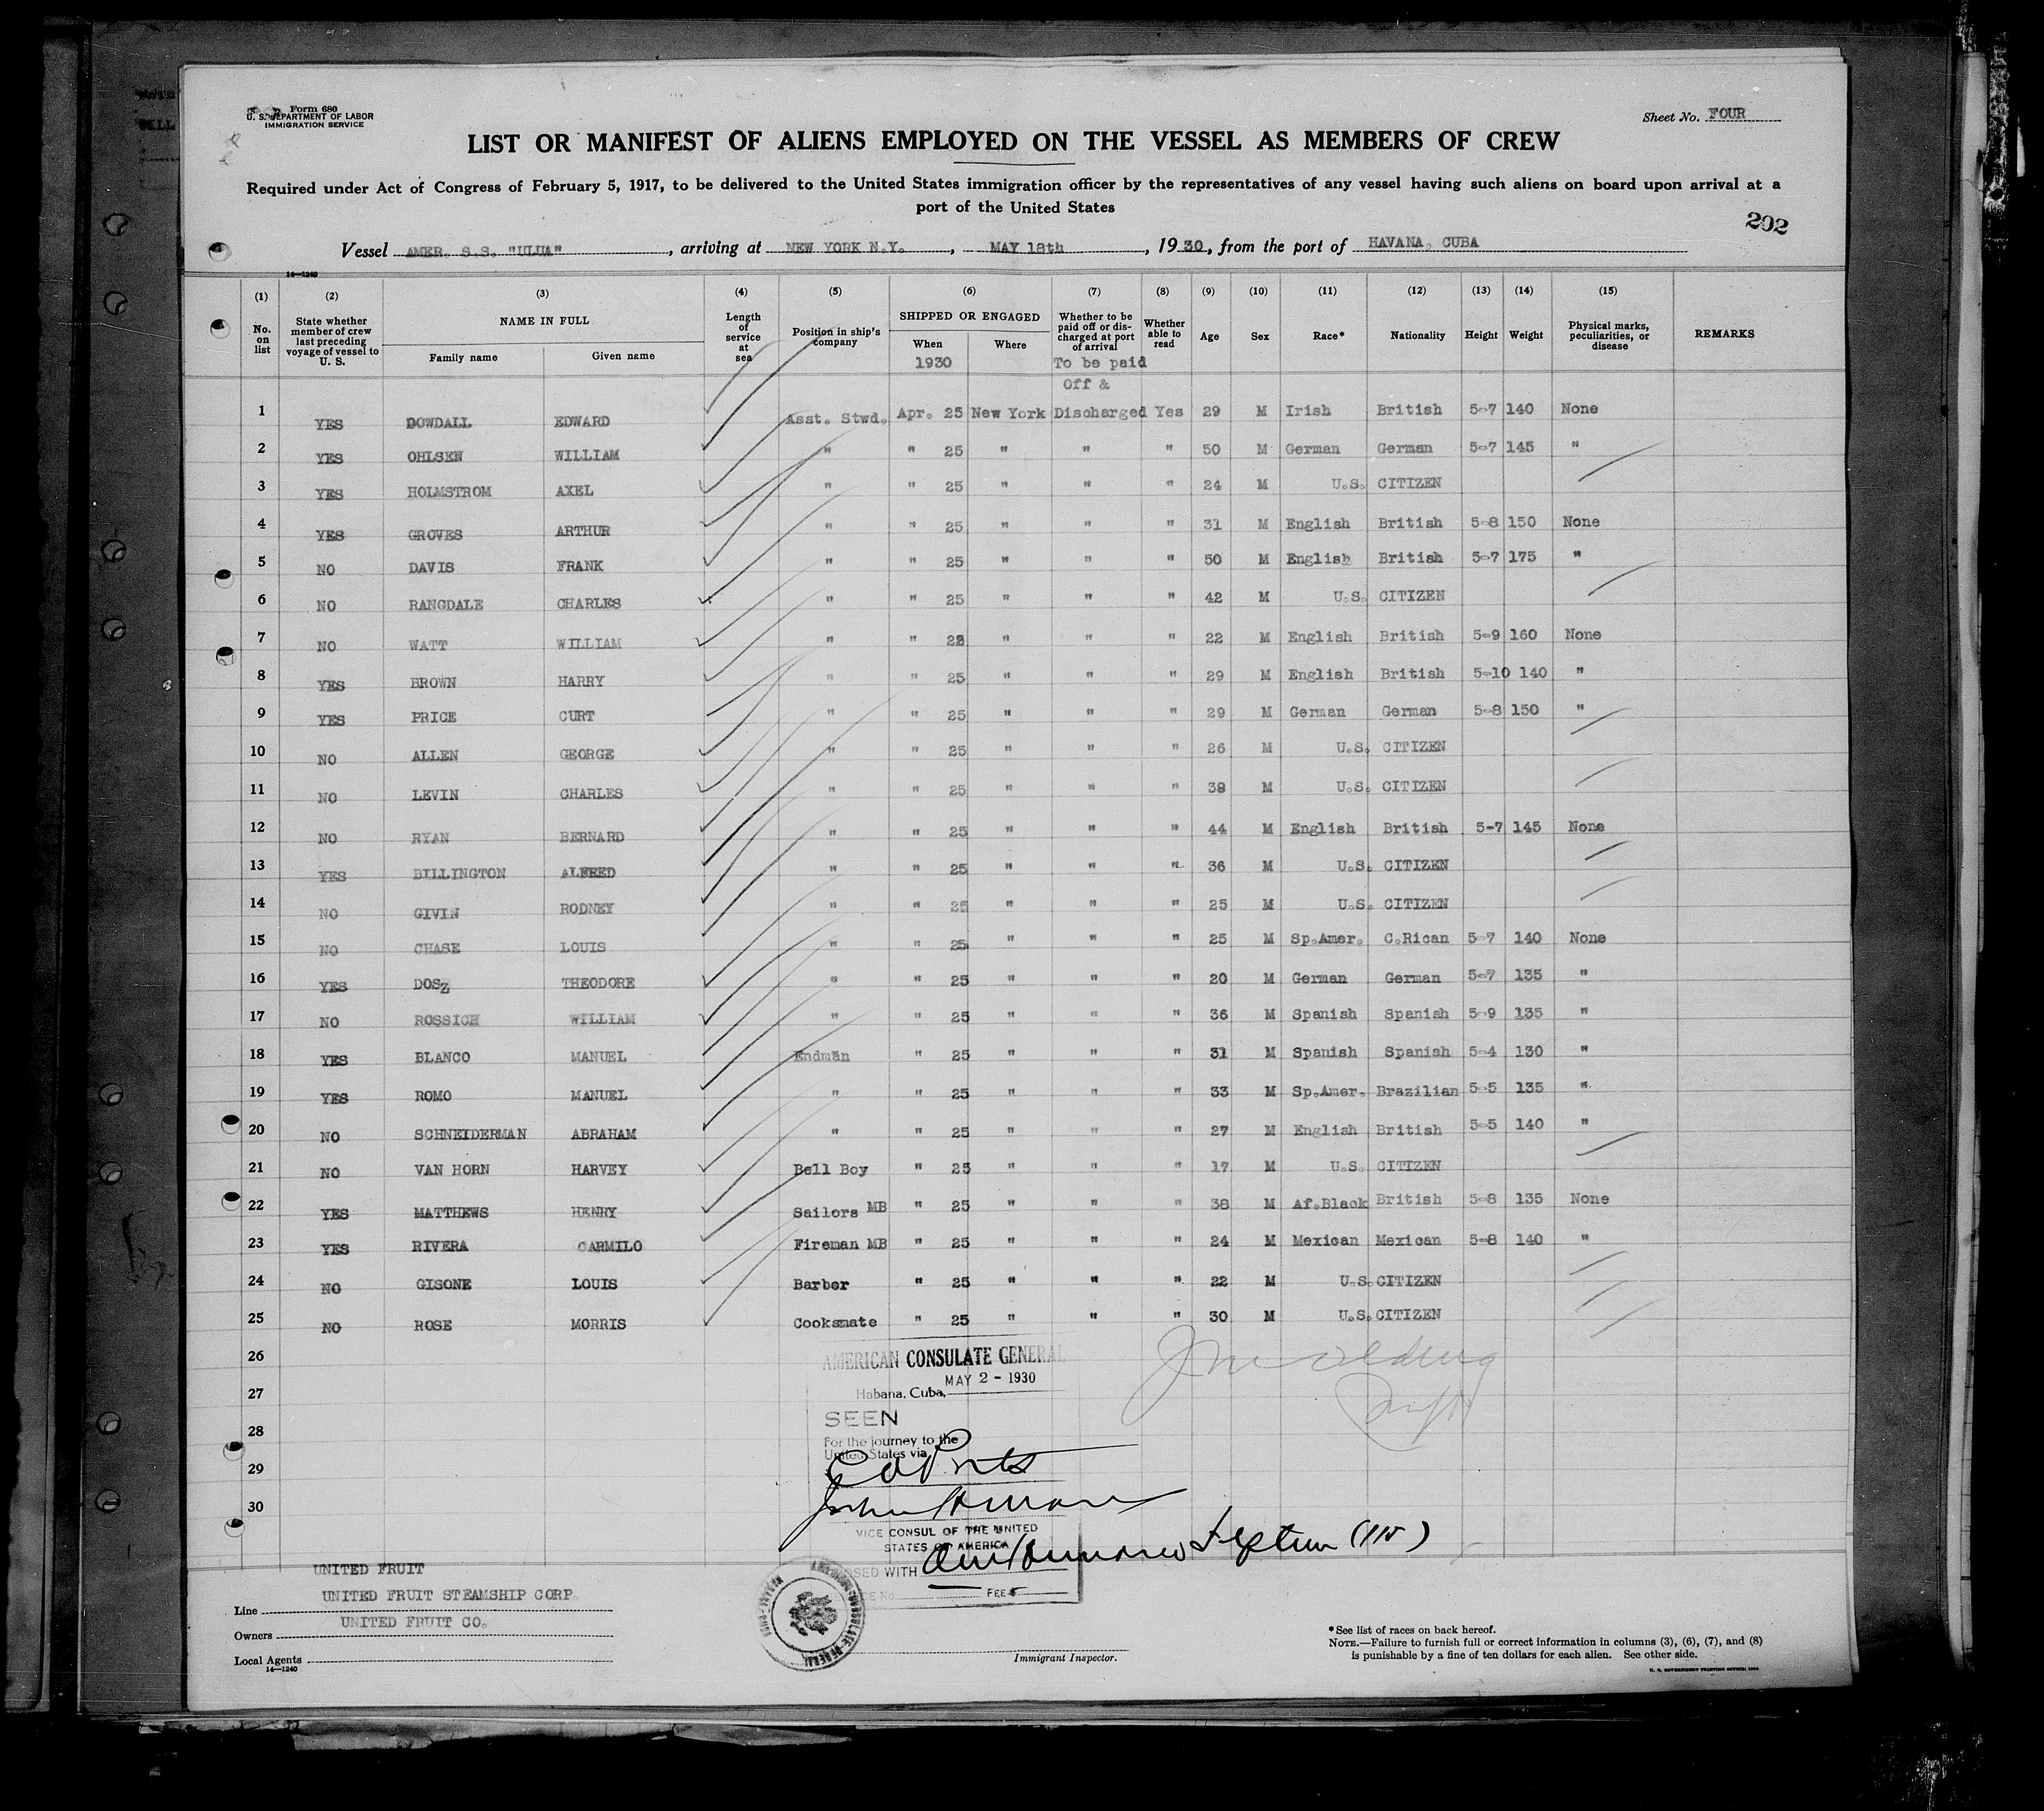 Form 680
U. S. DEPARTMENT OF LABOR
IMMIGRATION SERVICE
Sheet No. FOUR
LIST OR MANIFEST OF ALIENS EMPLOYED ON THE VESSEL AS MEMBERS OF CREW
Required under Act of Congress of February 5, 1917, to be delivered to the United States immigration officer by the representatives of any vessel having such aliens on board upon arrival at a
port of the United States
292
Vessel AMER. S.S. "ULUA", arriving at NEW YORK N.Y., MAY 18th, 1930, from the port of HAVANA, CUBA
14—1240
(1) (2) (3) (4) (5) (6) (7) (8) (9) (10) (11) (12) (13) (14) (15)
No. on list State whether member of crew last preceding voyage of vessel to U. S. NAME IN FULL Family name Given name Length of service at sea Position in ship's company SHIPPED OR ENGAGED When Where Whether to be paid off or discharged at port of arrival Whether able to read Age Sex Race* Nationality Height Weight Physical marks, peculiarities, or disease REMARKS
1930 To be paid
Off &
1 YES DOWDALL EDWARD Asst. Stwd. Apr. 25 New York Discharged Yes 29 M Irish British 5-7 140 None
2 YES OHLSEN WILLIAM " " 25 " " " 50 M German German 5-7 145 "
3 YES HOLMSTROM AXEL " " 25 " " " 24 M U.S. CITIZEN
4 YES GROVES ARTHUR " " 25 " " " 31 M English British 5-8 150 None
5 NO DAVIS FRANK " " 25 " " " 50 M English British 5-7 175 "
6 NO RANGDALE CHARLES " " 25 " " " 42 M U.S. CITIZEN
7 NO WATT WILLIAM " " 28 " " " 22 M English British 5-9 160 None
8 YES BROWN HARRY " " 25 " " " 29 M English British 5-10 140 "
9 YES PRICE CURT " " 25 " " " 29 M German German 5-8 150 "
10 NO ALLEN GEORGE " " 25 " " " 26 M U.S. CITIZEN
11 NO LEVIN CHARLES " " 25 " " " 38 M U.S. CITIZEN
12 NO RYAN BERNARD " " 25 " " " 44 M English British 5-7 145 None
13 YES BILLINGTON ALFRED " " 25 " " " 36 M U.S. CITIZEN
14 NO GIVIN RODNEY " " 25 " " " 25 M U.S. CITIZEN
15 NO CHASE LOUIS " " 25 " " " 25 M Sp.Amer. C.Rican 5-7 140 None
16 YES DOSZ THEODORE " " 25 " " " 20 M German German 5-7 135 "
17 NO ROSSICH WILLIAM " " 25 " " " 36 M Spanish Spanish 5-9 135 "
18 YES BLANCO MANUEL Endman " 25 " " " 31 M Spanish Spanish 5-4 130 "
19 YES ROMO MANUEL " " 25 " " " 33 M Sp.Amer. Brazilian 5-5 135 "
20 NO SCHNEIDERMAN ABRAHAM " " 25 " " " 27 M English British 5-5 140 "
21 NO VAN HORN HARVEY Bell Boy " 25 " " " 17 M U.S. CITIZEN
22 YES MATTHEWS HENRY Sailors MB " 25 " " " 38 M Af.Black British 5-8 135 None
23 YES RIVERA CARMILO Fireman MB " 25 " " " 24 M Mexican Mexican 5-8 140 "
24 NO GISONE LOUIS Barber " 25 " " " 22 M U.S. CITIZEN
25 NO ROSE MORRIS Cooksmate " 25 " " " 30 M U.S. CITIZEN
26
27
28
29
30
AMERICAN CONSULATE GENERAL
MAY 2 - 1930
Habana, Cuba,
SEEN
For the journey to the
United States via
VICE CONSUL OF THE UNITED
STATES OF AMERICA
WITH
No. FEE
UNITED FRUIT
UNITED FRUIT STEAMSHIP CORP.
Line
UNITED FRUIT CO.
Owners
Local Agents
14—1240
Immigrant Inspector.
*See list of races on back hereof.
NOTE.—Failure to furnish full or correct information in columns (3), (6), (7), and (8)
is punishable by a fine of ten dollars for each alien. See other side.